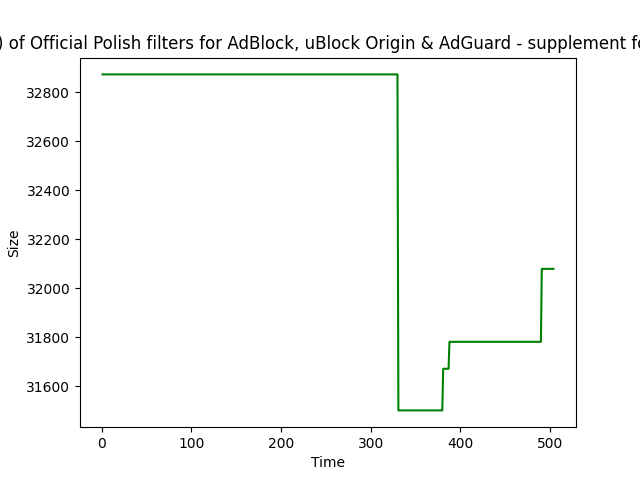 ) of Official Polish filters for AdBlock, uBlock Origin & AdGuard - supplement fo
32800
32600
32400
32200
32000
31800
31600
Size
0 100 200 300 400 500
Time